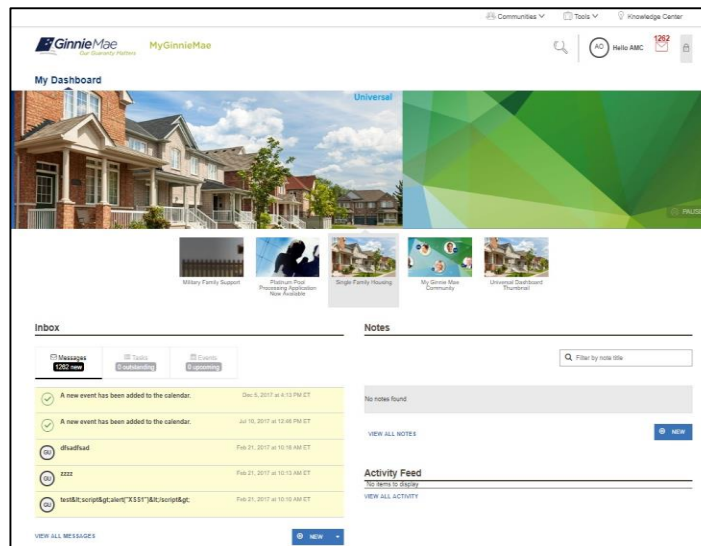 Communities Tools Knowledge Center
GinnieMae
Our Guaranty Matters
MyGinnieMae
AO Hello AMC 1262
My Dashboard
Universal
PAUSE
Military Family Support
Platinum Pool
Processing Application
Now Available
Single Family Housing
My Ginnie Mae
Community
Universal Dashboard
Thumbnail
Inbox
Messages
1262 new
Tasks
0 outstanding
Events
0 upcoming
A new event has been added to the calendar. Dec 5, 2017 at 4:13 PM ET
A new event has been added to the calendar. Jul 10, 2017 at 12:46 PM ET
GU dfsadfsad Feb 21, 2017 at 10:16 AM ET
GU zzzz Feb 21, 2017 at 10:13 AM ET
GU test&lt;script&gt;alert("XSS1")&lt;/script&gt; Feb 21, 2017 at 10:10 AM ET
VIEW ALL MESSAGES
NEW
Notes
Filter by note title
No notes found
VIEW ALL NOTES
NEW
Activity Feed
No items to display
VIEW ALL ACTIVITY